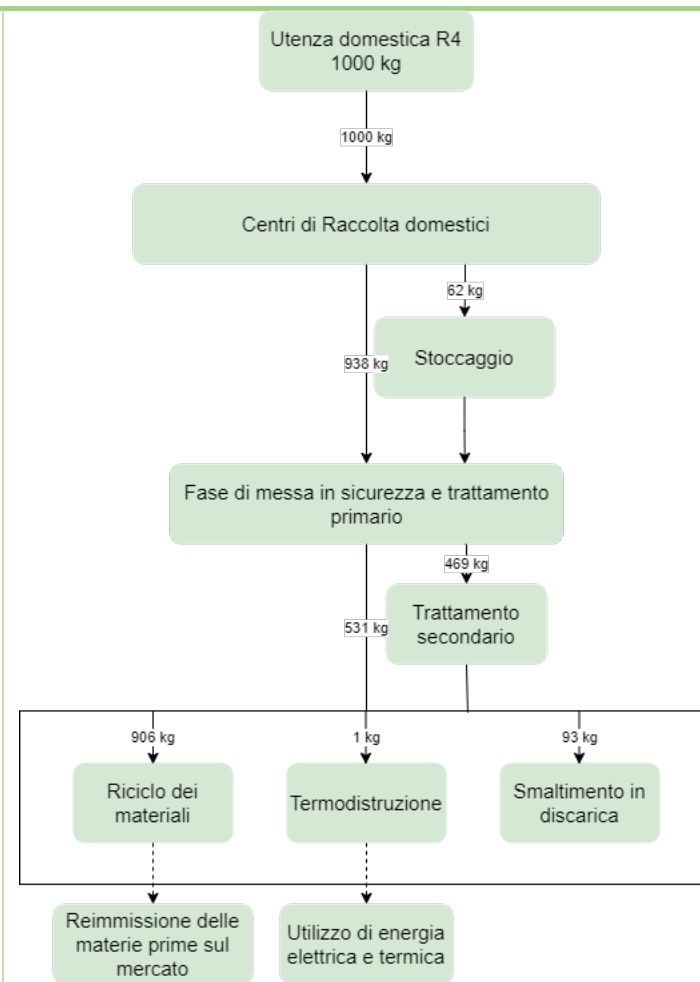 Utenza domestica R4
1000 kg
1000 kg
Centri di Raccolta domestici
62 kg
938 kg
Stoccaggio
Fase di messa in sicurezza e trattamento
primario
469 kg
531 kg
Trattamento
secondario
906 kg
1 kg
93 kg
Riciclo dei
materiali
Termodistruzione
Smaltimento in
discarica
Reimmissione delle
materie prime sul
mercato
Utilizzo di energia
elettrica e termica